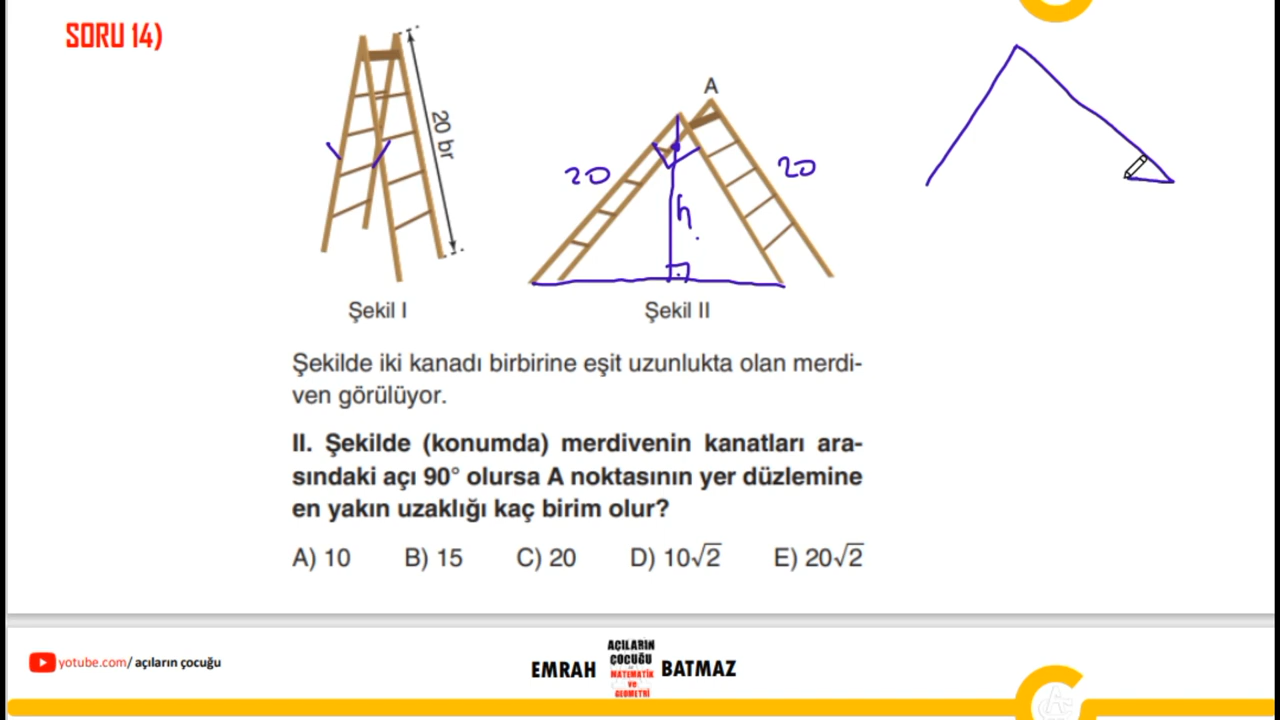 SORU 14)
20 br
A
20
20
h
Şekil I
Şekil II
Şekilde iki kanadı birbirine eşit uzunlukta olan merdi-
ven görülüyor.
II. Şekilde (konumda) merdivenin kanatları ara-
sındaki açı 90° olursa A noktasının yer düzlemine
en yakın uzaklığı kaç birim olur?
A) 10 B) 15 C) 20 D) 10√2 E) 20√2
yotube.com/ açıların çocuğu
EMRAH
AÇILARIN
ÇOCUĞU
MATEMATİK
ve
GEOMETRİ
BATMAZ